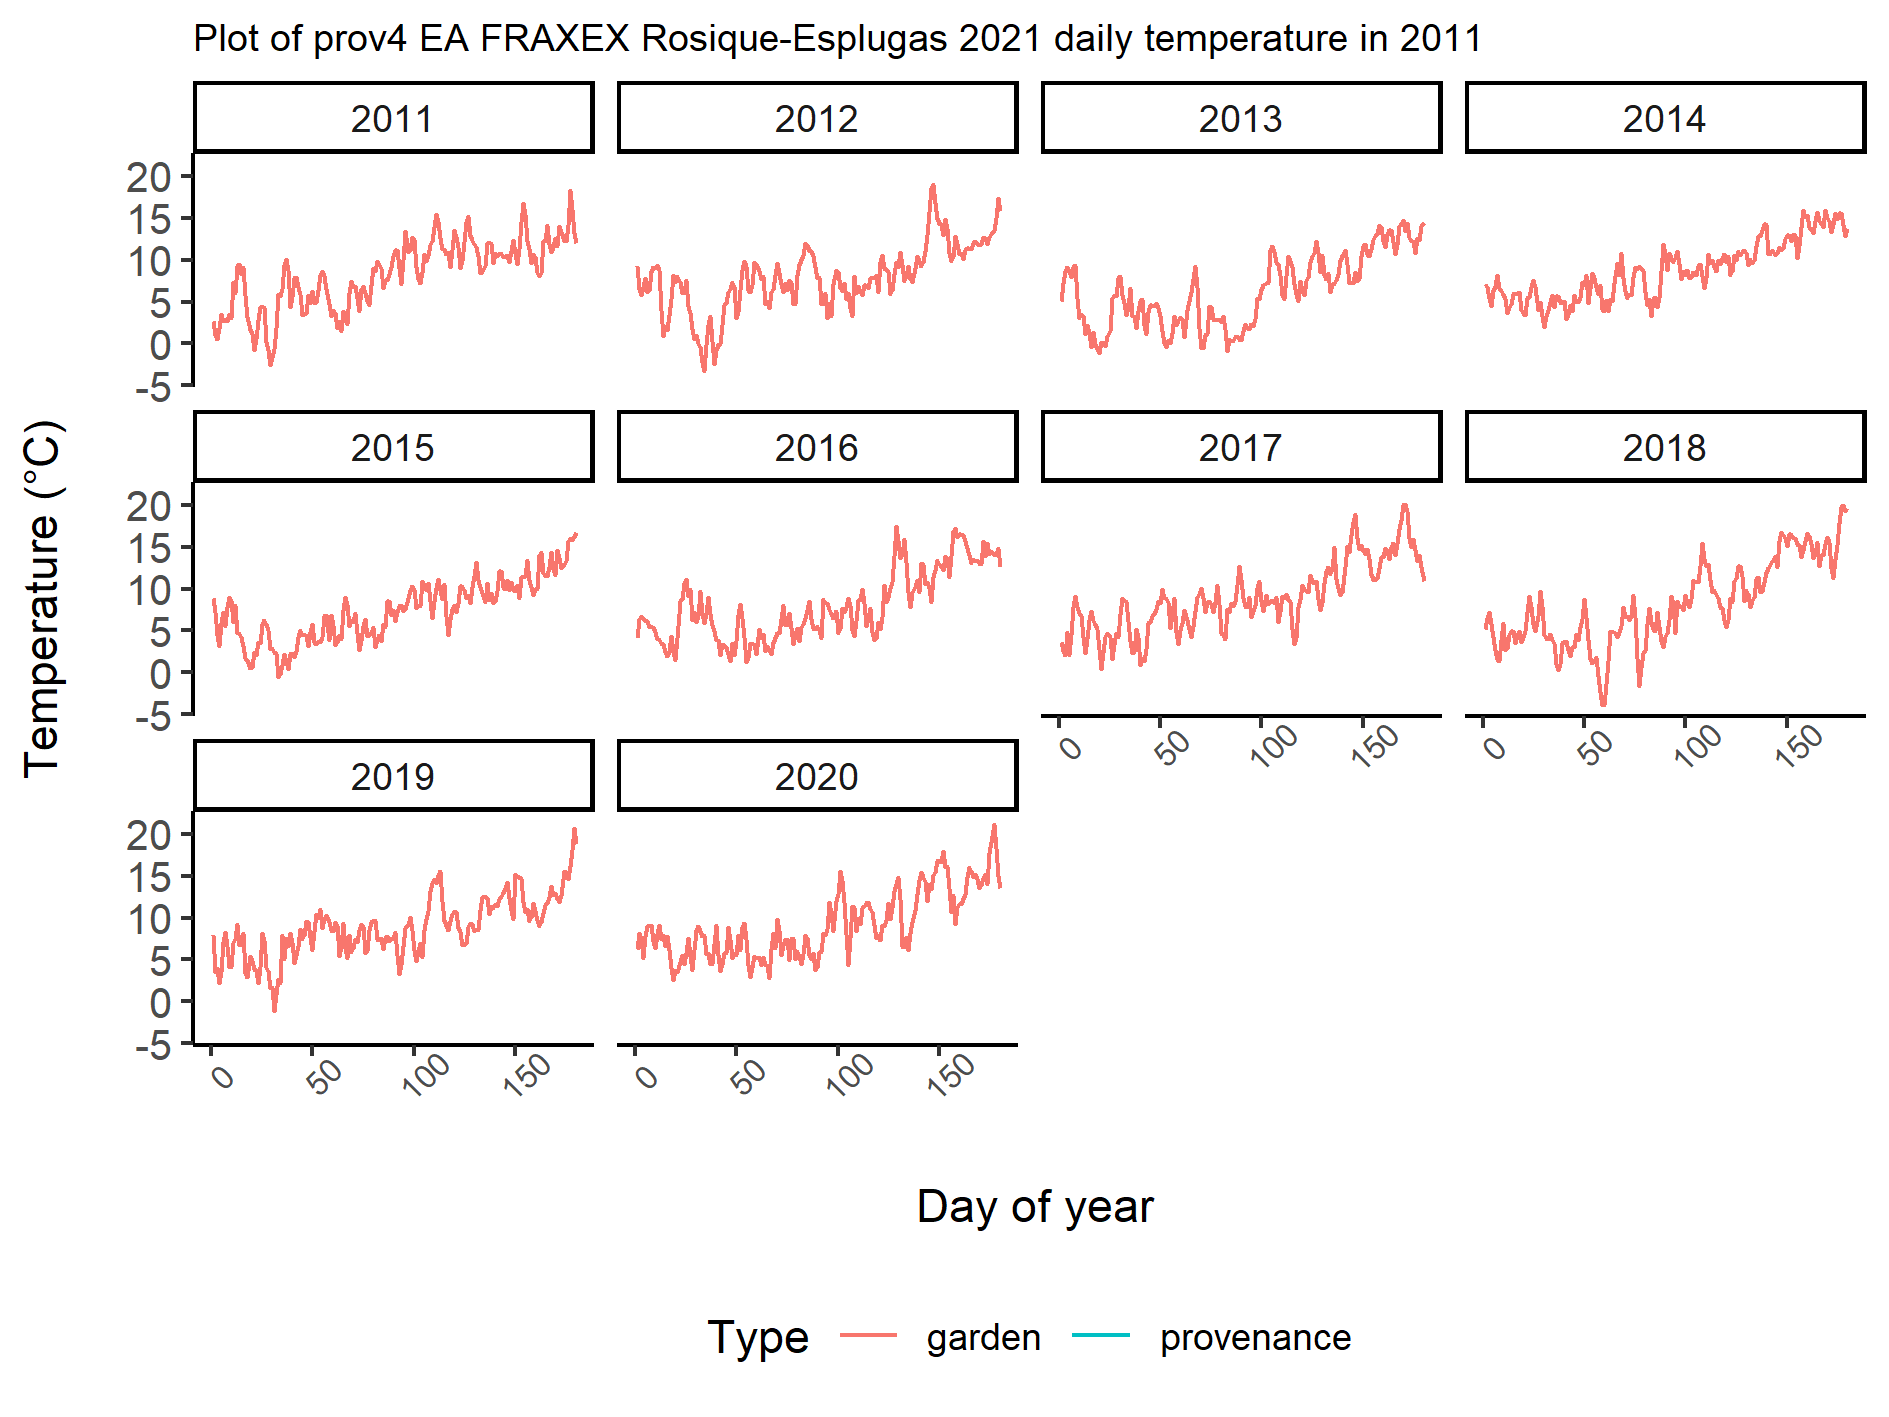 Plot of prov4 EA FRAXEX Rosique-Esplugas 2021 daily temperature in 2011
2011 2012 2013 2014
20
15
10
5
0
-5
2015 2016 2017 2018
20
15
10
5
0
-5
0 50 100 150 0 50 100 150
2019 2020
20
15
10
5
0
-5
0 50 100 150 0 50 100 150
Temperature (°C)
Day of year
Type garden provenance